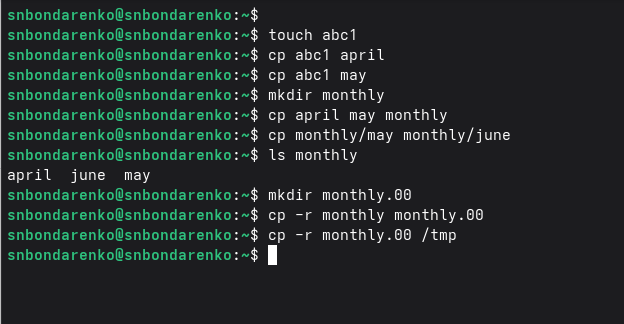 snbondarenko@snbondarenko:~$
snbondarenko@snbondarenko:~$ touch abc1
snbondarenko@snbondarenko:~$ cp abc1 april
snbondarenko@snbondarenko:~$ cp abc1 may
snbondarenko@snbondarenko:~$ mkdir monthly
snbondarenko@snbondarenko:~$ cp april may monthly
snbondarenko@snbondarenko:~$ cp monthly/may monthly/june
snbondarenko@snbondarenko:~$ ls monthly
april  june  may
snbondarenko@snbondarenko:~$ mkdir monthly.00
snbondarenko@snbondarenko:~$ cp -r monthly monthly.00
snbondarenko@snbondarenko:~$ cp -r monthly.00 /tmp
snbondarenko@snbondarenko:~$